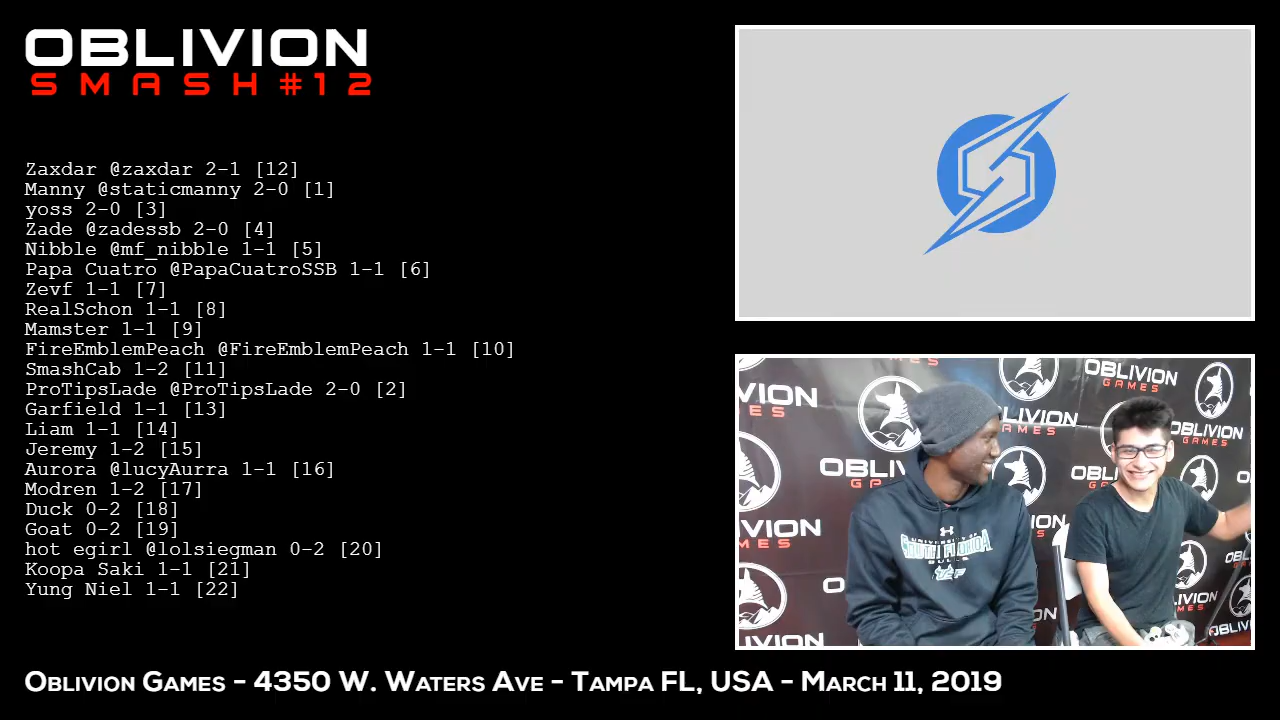 OBLIVION
SMASH#12
Zaxdar @zaxdar 2-1 [12]
Manny @staticmanny 2-0 [1]
yoss 2-0 [3]
Zade @zadessb 2-0 [4]
Nibble @mf_nibble 1-1 [5]
Papa Cuatro @PapaCuatroSSB 1-1 [6]
Zevf 1-1 [7]
RealSchon 1-1 [8]
Mamster 1-1 [9]
FireEmblemPeach @FireEmblemPeach 1-1 [10]
SmashCab 1-2 [11]
ProTipsLade @ProTipsLade 2-0 [2]
Garfield 1-1 [13]
Liam 1-1 [14]
Jeremy 1-2 [15]
Aurora @lucyAurra 1-1 [16]
Modren 1-2 [17]
Duck 0-2 [18]
Goat 0-2 [19]
hot egirl @lolsiegman 0-2 [20]
Koopa Saki 1-1 [21]
Yung Niel 1-1 [22]
OBLIVION
GAMES
UNIVERSITY OF
SOUTH FLORIDA
BULLS
Oblivion Games - 4350 W. Waters Ave - Tampa FL, USA - March 11, 2019